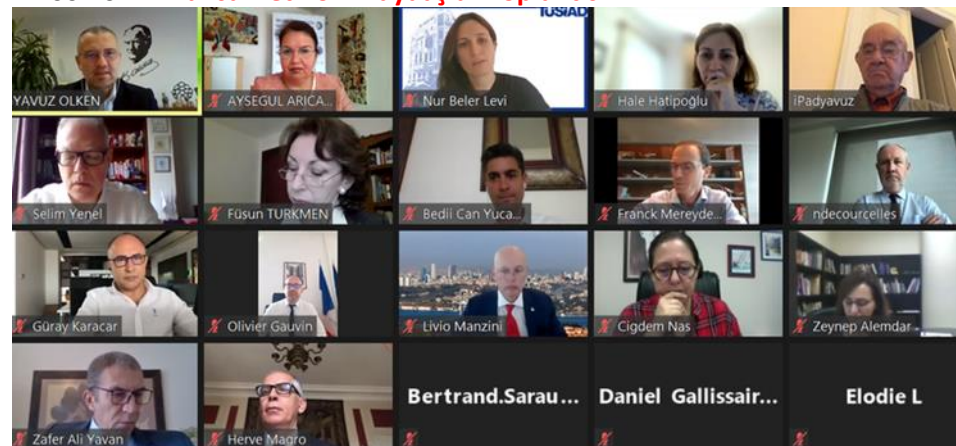 TÜSİAD
YAVUZ OLKEN
AYSEGUL ARICA...
Nur Beler Levi
Hale Hatipoğlu
iPadyavuz
Selim Yenel
Füsun TURKMEN
Bedii Can Yuca...
Franck Mereyde...
ndecourcelles
Güray Karacar
Olivier Gauvin
Livio Manzini
Cigdem Nas
Zeynep Alemdar
Zafer Ali Yavan
Herve Magro
Bertrand.Sarau...
Daniel Gallissair...
Elodie L